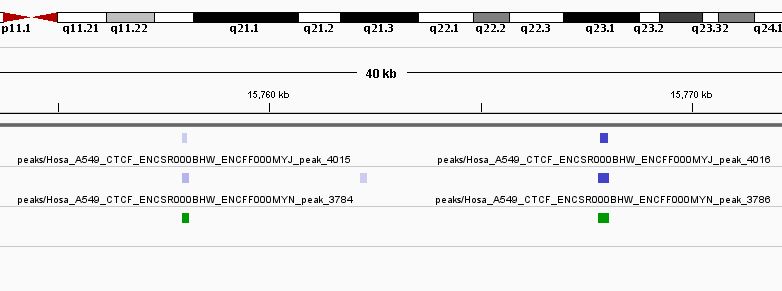 p11.1 q11.21 q11.22 q21.1 q21.2 q21.3 q22.1 q22.2 q22.3 q23.1 q23.2 q23.32 q24.1
40 kb
15,760 kb 15,770 kb
peaks/Hosa_A549_CTCF_ENCSR000BHW_ENCFF000MYJ_peak_4015 peaks/Hosa_A549_CTCF_ENCSR000BHW_ENCFF000MYJ_peak_4016
peaks/Hosa_A549_CTCF_ENCSR000BHW_ENCFF000MYN_peak_3784 peaks/Hosa_A549_CTCF_ENCSR000BHW_ENCFF000MYN_peak_3786